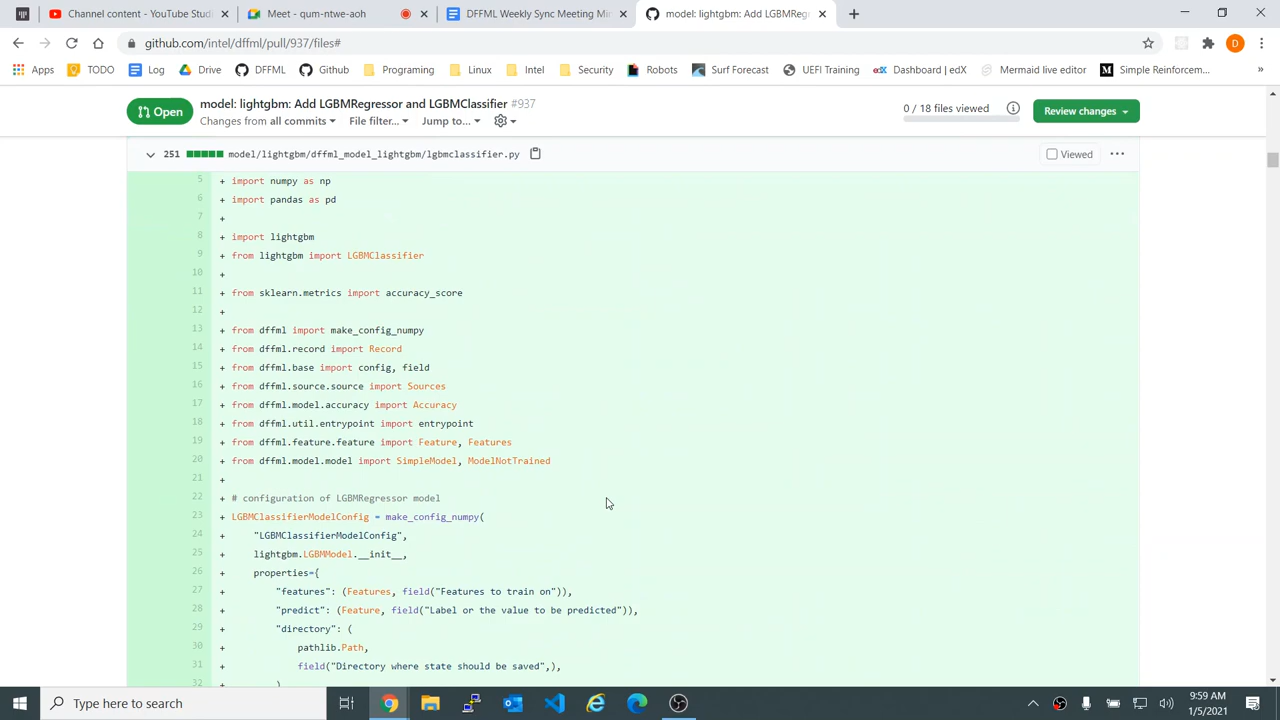 Channel content - YouTube Stud
Meet - qum-ntwe-aoh
DFFML Weekly Sync Meeting Min
model: lightgbm: Add LGBMRegr
github.com/intel/dffml/pull/937/files#
Apps
TODO
Log
Drive
DFFML
Github
Programing
Linux
Intel
Security
Robots
Surf Forecast
UEFI Training
Dashboard | edX
Mermaid live editor
Simple Reinforcem...
Open
model: lightgbm: Add LGBMRegressor and LGBMClassifier #937
Changes from all commits
File filter...
Jump to...
0 / 18 files viewed
Review changes
251 model/lightgbm/dffml_model_lightgbm/lgbmclassifier.py
Viewed
5 + import numpy as np
6 + import pandas as pd
7 +
8 + import lightgbm
9 + from lightgbm import LGBMClassifier
10 +
11 + from sklearn.metrics import accuracy_score
12 +
13 + from dffml import make_config_numpy
14 + from dffml.record import Record
15 + from dffml.base import config, field
16 + from dffml.source.source import Sources
17 + from dffml.model.accuracy import Accuracy
18 + from dffml.util.entrypoint import entrypoint
19 + from dffml.feature.feature import Feature, Features
20 + from dffml.model.model import SimpleModel, ModelNotTrained
21 +
22 + # configuration of LGBMRegressor model
23 + LGBMClassifierModelConfig = make_config_numpy(
24 + "LGBMClassifierModelConfig",
25 + lightgbm.LGBMModel.__init__,
26 + properties={
27 + "features": (Features, field("Features to train on")),
28 + "predict": (Feature, field("Label or the value to be predicted")),
29 + "directory": (
30 + pathlib.Path,
31 + field("Directory where state should be saved",),
32 + )
Type here to search
9:59 AM
1/5/2021